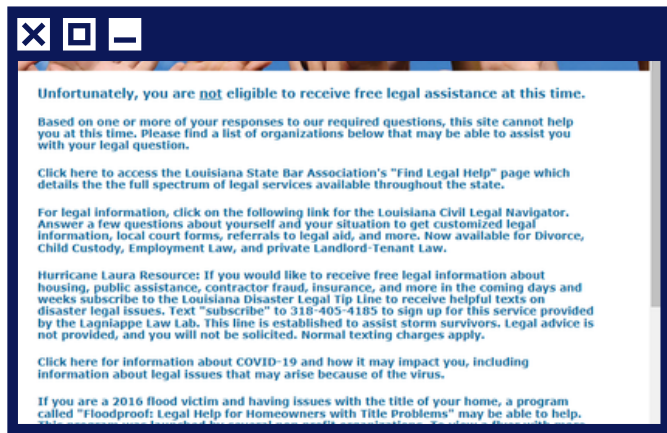 Unfortunately, you are not eligible to receive free legal assistance at this time.
Based on one or more of your responses to our required questions, this site cannot help
you at this time. Please find a list of organizations below that may be able to assist you
with your legal question.
Click here to access the Louisiana State Bar Association's "Find Legal Help" page which
details the the full spectrum of legal services available throughout the state.
For legal information, click on the following link for the Louisiana Civil Legal Navigator.
Answer a few questions about yourself and your situation to get customized legal
information, local court forms, referrals to legal aid, and more. Now available for Divorce,
Child Custody, Employment Law, and private Landlord-Tenant Law.
Hurricane Laura Resource: If you would like to receive free legal information about
housing, public assistance, contractor fraud, insurance, and more in the coming days and
weeks subscribe to the Louisiana Disaster Legal Tip Line to receive helpful texts on
disaster legal issues. Text "subscribe" to 318-405-4185 to sign up for this service provided
by the Lagniappe Law Lab. This line is established to assist storm survivors. Legal advice is
not provided, and you will not be solicited. Normal texting charges apply.
Click here for information about COVID-19 and how it may impact you, including
information about legal issues that may arise because of the virus.
If you are a 2016 flood victim and having issues with the title of your home, a program
called "Floodproof: Legal Help for Homeowners with Title Problems" may be able to help.